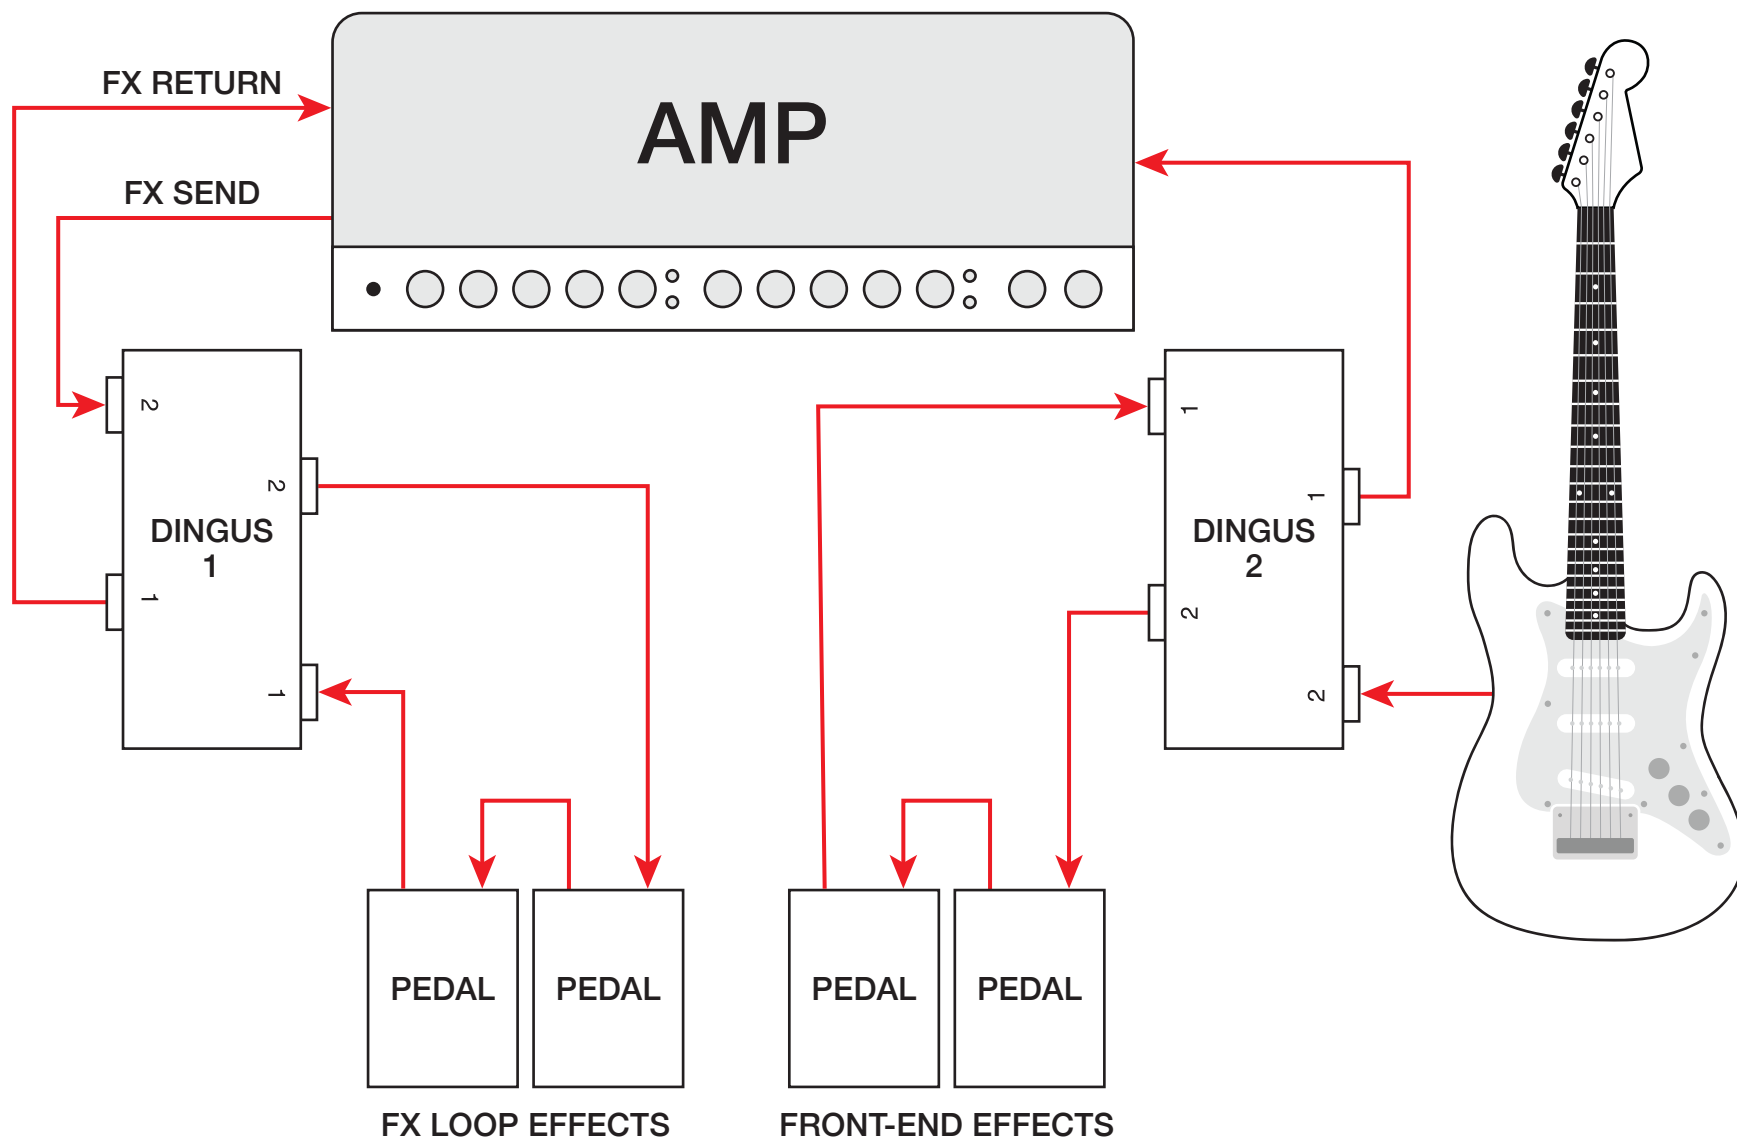 FX RETURN
AMP
FX SEND
2
2
DINGUS
1
1
1
1
1
DINGUS
2
2
2
PEDAL
PEDAL
PEDAL
PEDAL
FX LOOP EFFECTS
FRONT-END EFFECTS